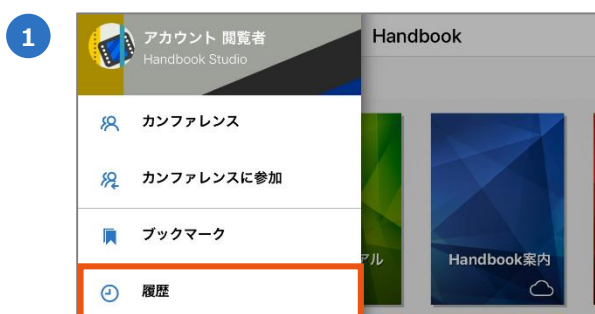 1
アカウント 閲覧者
Handbook Studio
Handbook
カンファレンス
カンファレンスに参加
ブックマーク
履歴
アル
Handbook案内